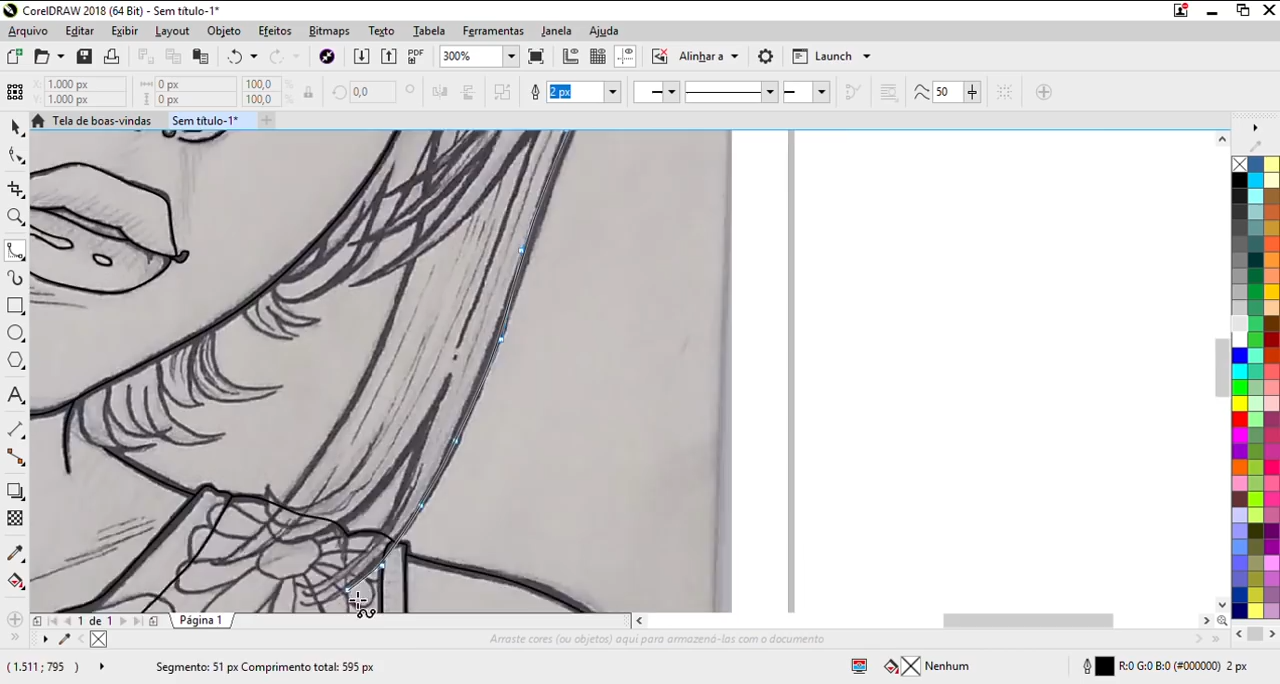 CorelDRAW 2018 (64 Bit) - Sem título-1*
Arquivo Editar Exibir Layout Objeto Efeitos Bitmaps Texto Tabela Ferramentas Janela Ajuda
PDF 300% Alinhar a Launch
X: 1.000 px 0 px 100,0 % 0,0 ° 2 px 50
Y: 1.000 px 0 px 100,0 %
Tela de boas-vindas Sem título-1*
1 de 1 Página 1
Arraste cores (ou objetos) aqui para armazená-las com o documento
( 1.511 ; 795 ) Segmento: 51 px Comprimento total: 595 px Nenhum R:0 G:0 B:0 (#000000) 2 px